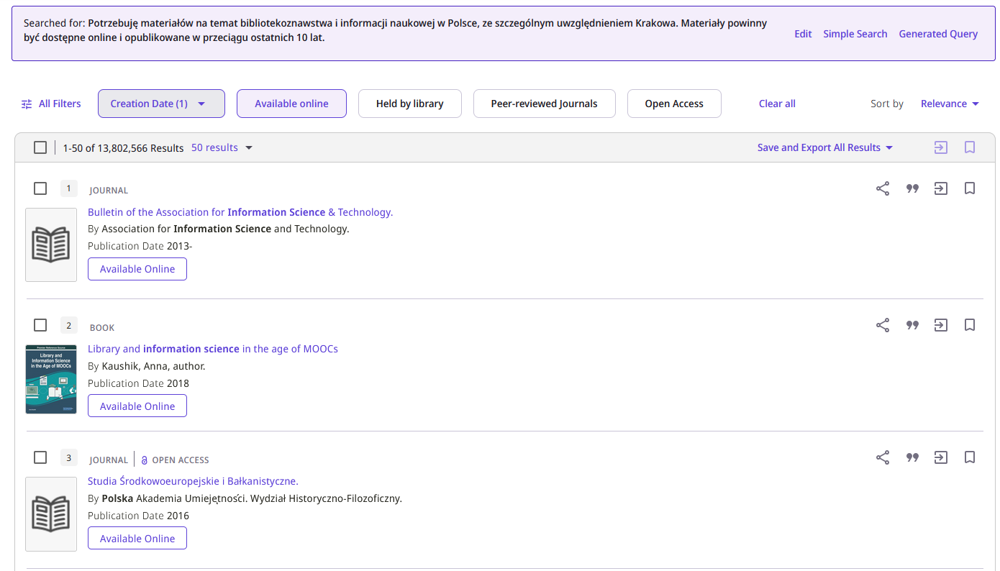 Searched for: Potrzebuję materiałów na temat bibliotekoznawstwa i informacji naukowej w Polsce, ze szczególnym uwzględnieniem Krakowa. Materiały powinny
być dostępne online i opublikowane w przeciągu ostatnich 10 lat.
Edit Simple Search Generated Query
All Filters Creation Date (1) Available online Held by library Peer-reviewed Journals Open Access Clear all Sort by Relevance
1-50 of 13,802,566 Results 50 results Save and Export All Results
1 JOURNAL
Bulletin of the Association for Information Science & Technology.
By Association for Information Science and Technology.
Publication Date 2013-
Available Online
2 BOOK
Premier Reference Source
Library and
Information Science
in the Age of MOOCs
Library and information science in the age of MOOCs
By Kaushik, Anna, author.
Publication Date 2018
Available Online
3 JOURNAL OPEN ACCESS
Studia Środkowoeuropejskie i Bałkanistyczne.
By Polska Akademia Umiejętności. Wydział Historyczno-Filozoficzny.
Publication Date 2016
Available Online